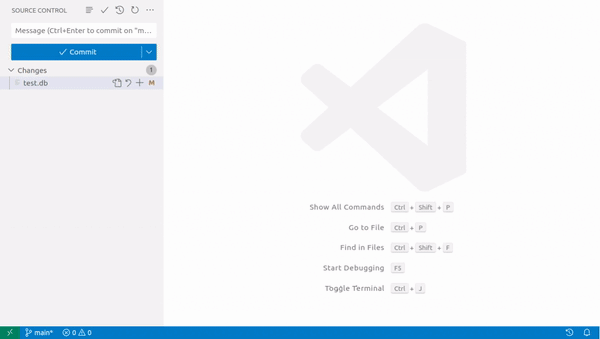 SOURCE CONTROL
Message (Ctrl+Enter to commit on "m...
Commit
Changes 1
test.db M
Show All Commands Ctrl + Shift + P
Go to File Ctrl + P
Find in Files Ctrl + Shift + F
Start Debugging F5
Toggle Terminal Ctrl + J
main* 0 0